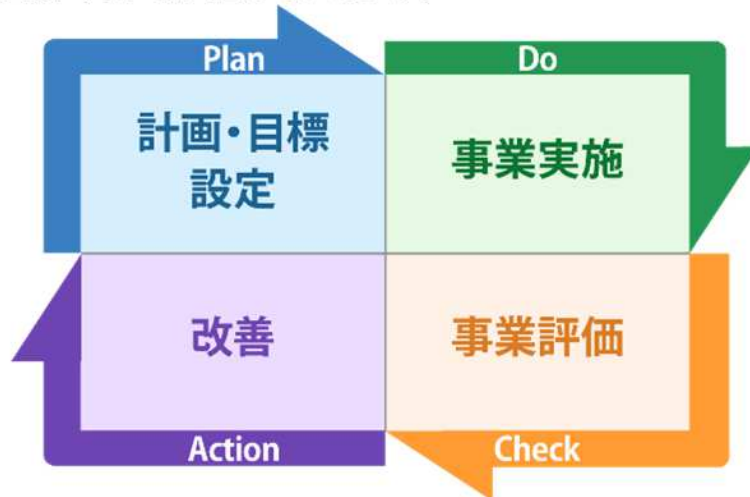 Plan
計画・目標
設定
Do
事業実施
改善
Action
事業評価
Check